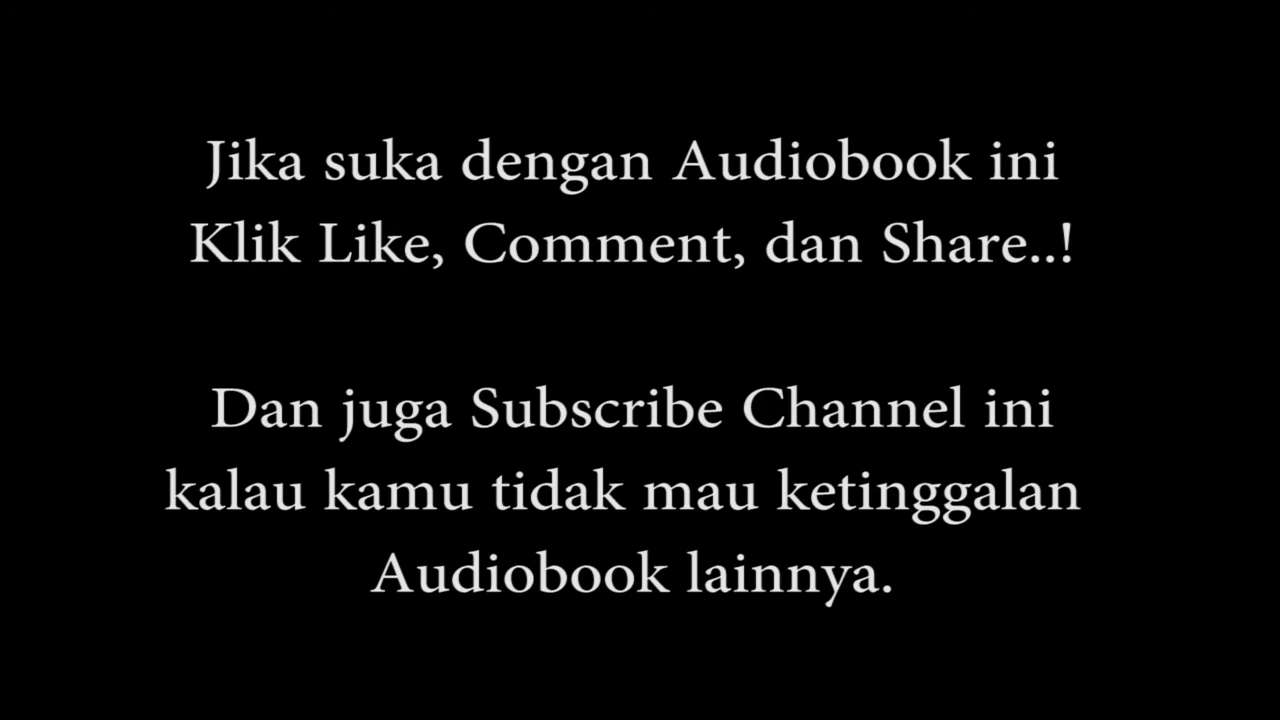 Jika suka dengan Audiobook ini
Klik Like, Comment, dan Share..!
Dan juga Subscribe Channel ini
kalau kamu tidak mau ketinggalan
Audiobook lainnya.